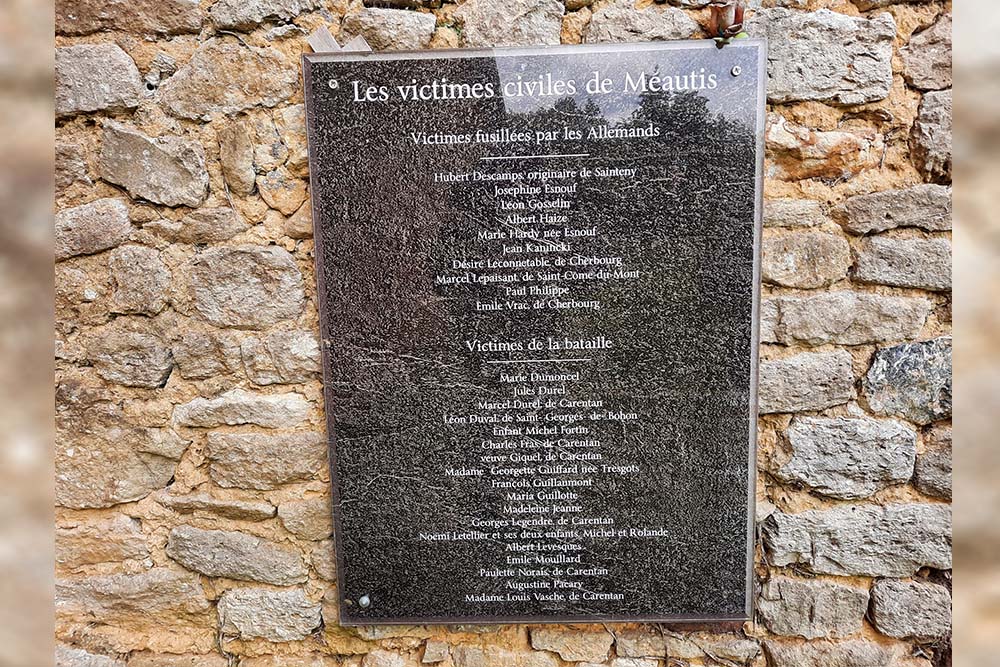 Les victimes civiles de Méautis
Victimes fusillées par les Allemands
Hubert Descamps, originaire de Sainteny
Josephine Esnouf
Léon Gosselin
Albert Haize
Marie Hardy née Esnouf
Jean Kanincki
Désiré Leconnetable, de Cherbourg
Marcel Lepaisant, de Saint-Come-du-Mont
Paul Philippe
Emile Vrac, de Cherbourg
Victimes de la bataille
Marie Dumoncel
Jules Durel
Marcel Durel, de Carentan
Léon Duval, de Saint- Georges- de- Bohon
Enfant Michel Fortin
Charles Fras, de Carentan
veuve Giquel, de Carentan
Madame Georgette Guiffard née Tresgots
François Guillaumont
Maria Guillotte
Madeleine Jeanne
Georges Legendre, de Carentan
Noémi Letellier et ses deux enfants, Michel et Rolande
Albert Levesques
Emile Mouillard
Paulette Norais, de Carentan
Augustine Pacary
Madame Louis Vasche, de Carentan